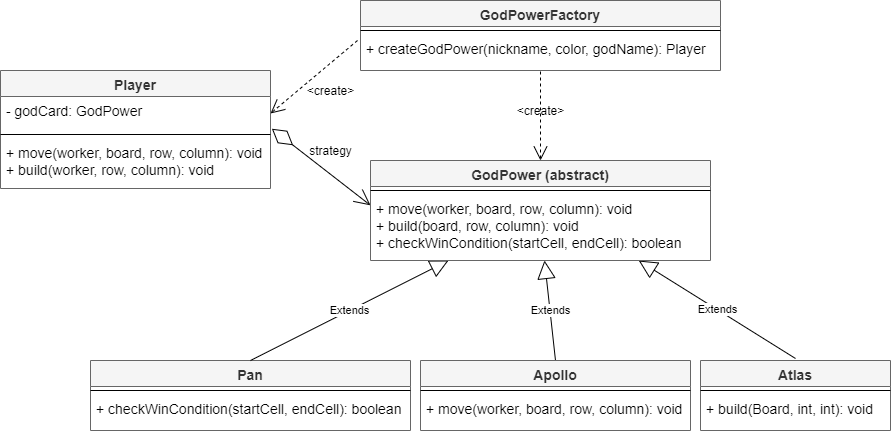 GodPowerFactory
+ createGodPower(nickname, color, godName): Player
Player
- godCard: GodPower
+ move(worker, board, row, column): void
+ build(worker, row, column): void
<create>
<create>
strategy
GodPower (abstract)
+ move(worker, board, row, column): void
+ build(board, row, column): void
+ checkWinCondition(startCell, endCell): boolean
Extends
Extends
Extends
Pan
+ checkWinCondition(startCell, endCell): boolean
Apollo
+ move(worker, board, row, column): void
Atlas
+ build(Board, int, int): void